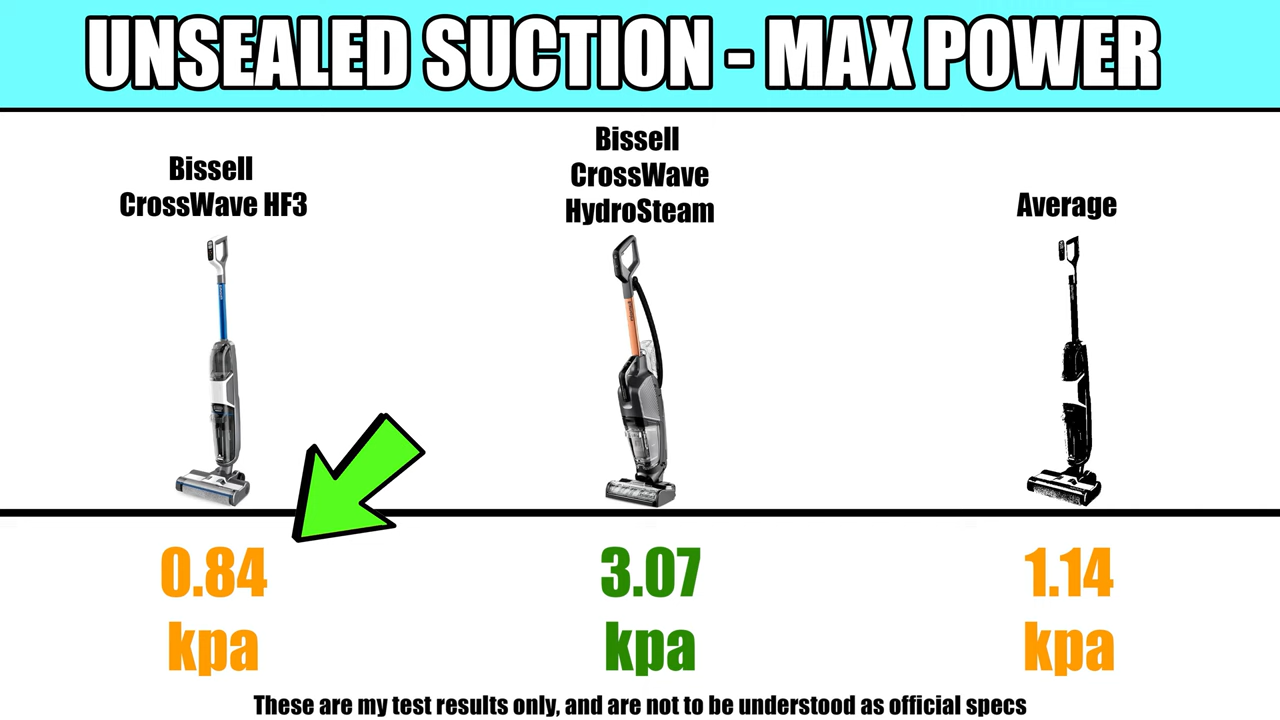 UNSEALED SUCTION - MAX POWER
Bissell
CrossWave HF3
Bissell
CrossWave
HydroSteam
Average
0.84
kpa
3.07
kpa
1.14
kpa
These are my test results only, and are not to be understood as official specs